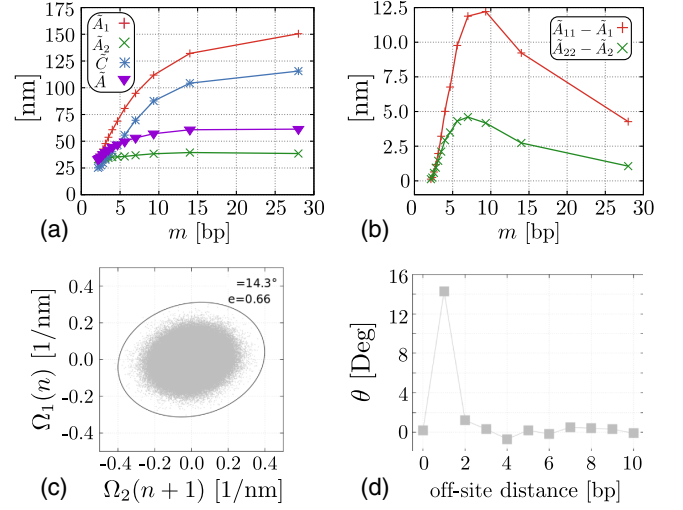 175
150
125
100
75
50
25
0
[nm]
Ã₁
Ã₂
C̃
Ã
0 5 10 15 20 25 30
m [bp]
(a)
12.5
10.0
7.5
5.0
2.5
0
[nm]
Ã₁₁ − Ã₁
Ã₂₂ − Ã₂
0 5 10 15 20 25 30
m [bp]
(b)
0.4
0.2
0.0
-0.2
-0.4
Ω₁(n) [1/nm]
=14.3°
e=0.66
-0.4 -0.2 0.0 0.2 0.4
(c) Ω₂(n + 1) [1/nm]
16
12
8
4
0
θ [Deg]
0 2 4 6 8 10
(d) off-site distance [bp]